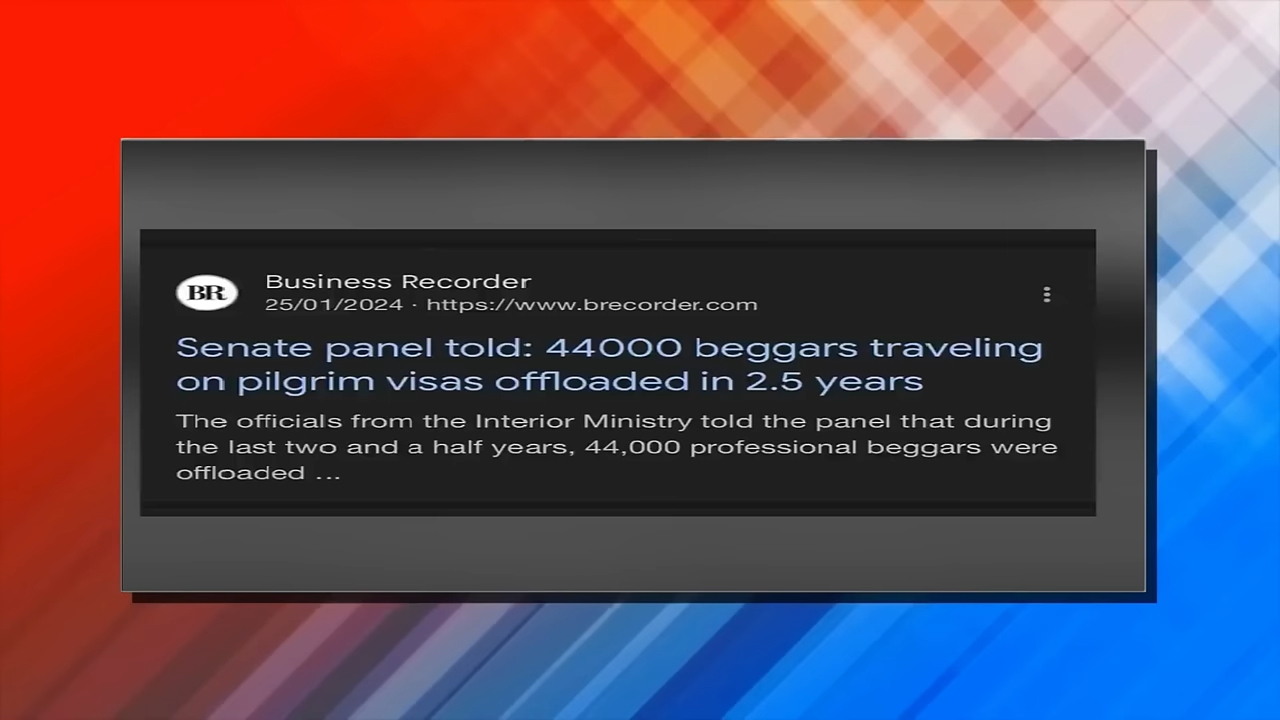 BR
Business Recorder
25/01/2024 · https://www.brecorder.com
Senate panel told: 44000 beggars traveling
on pilgrim visas offloaded in 2.5 years
The officials from the Interior Ministry told the panel that during
the last two and a half years, 44,000 professional beggars were
offloaded ...